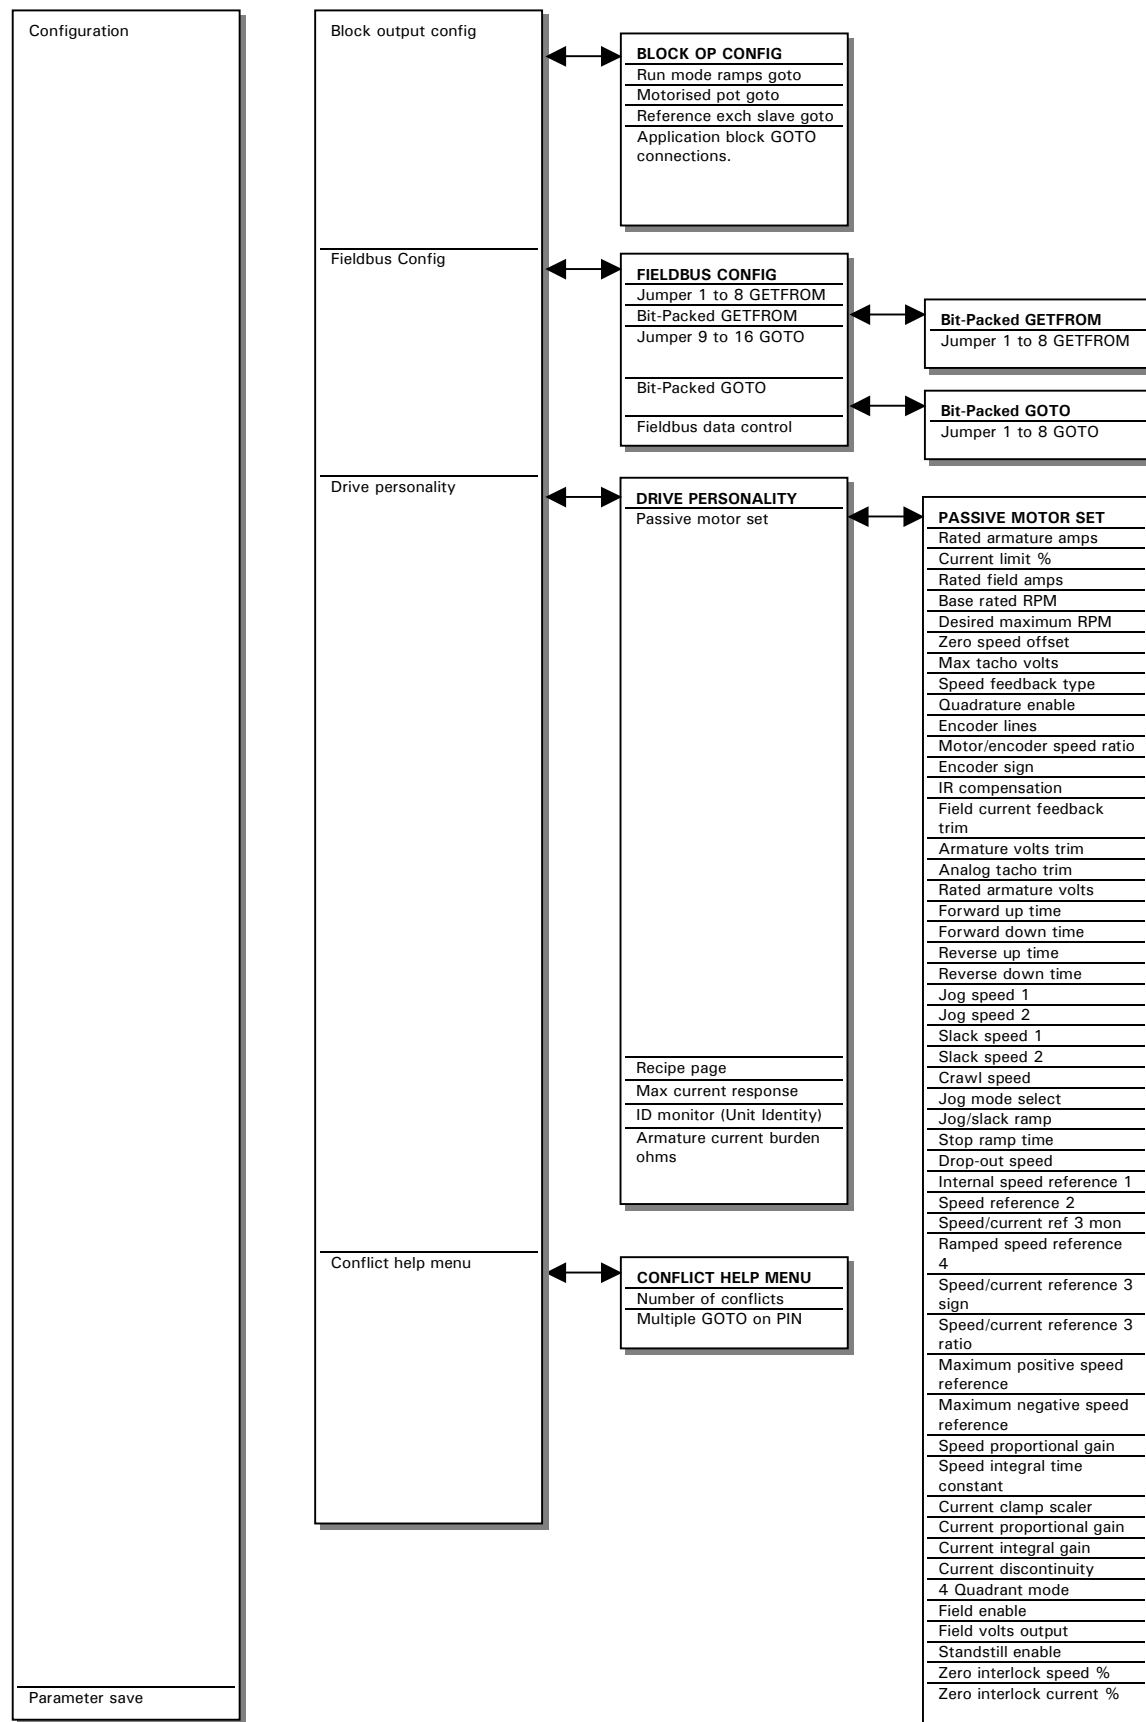 Configuration
Parameter save
Block output config
Fieldbus Config
Drive personality
Conflict help menu
BLOCK OP CONFIG
Run mode ramps goto
Motorised pot goto
Reference exch slave goto
Application block GOTO
connections.
FIELDBUS CONFIG
Jumper 1 to 8 GETFROM
Bit-Packed GETFROM
Jumper 9 to 16 GOTO
Bit-Packed GOTO
Fieldbus data control
Bit-Packed GETFROM
Jumper 1 to 8 GETFROM
Bit-Packed GOTO
Jumper 1 to 8 GOTO
DRIVE PERSONALITY
Passive motor set
Recipe page
Max current response
ID monitor (Unit Identity)
Armature current burden
ohms
CONFLICT HELP MENU
Number of conflicts
Multiple GOTO on PIN
PASSIVE MOTOR SET
Rated armature amps
Current limit %
Rated field amps
Base rated RPM
Desired maximum RPM
Zero speed offset
Max tacho volts
Speed feedback type
Quadrature enable
Encoder lines
Motor/encoder speed ratio
Encoder sign
IR compensation
Field current feedback
trim
Armature volts trim
Analog tacho trim
Rated armature volts
Forward up time
Forward down time
Reverse up time
Reverse down time
Jog speed 1
Jog speed 2
Slack speed 1
Slack speed 2
Crawl speed
Jog mode select
Jog/slack ramp
Stop ramp time
Drop-out speed
Internal speed reference 1
Speed reference 2
Speed/current ref 3 mon
Ramped speed reference
4
Speed/current reference 3
sign
Speed/current reference 3
ratio
Maximum positive speed
reference
Maximum negative speed
reference
Speed proportional gain
Speed integral time
constant
Current clamp scaler
Current proportional gain
Current integral gain
Current discontinuity
4 Quadrant mode
Field enable
Field volts output
Standstill enable
Zero interlock speed %
Zero interlock current %